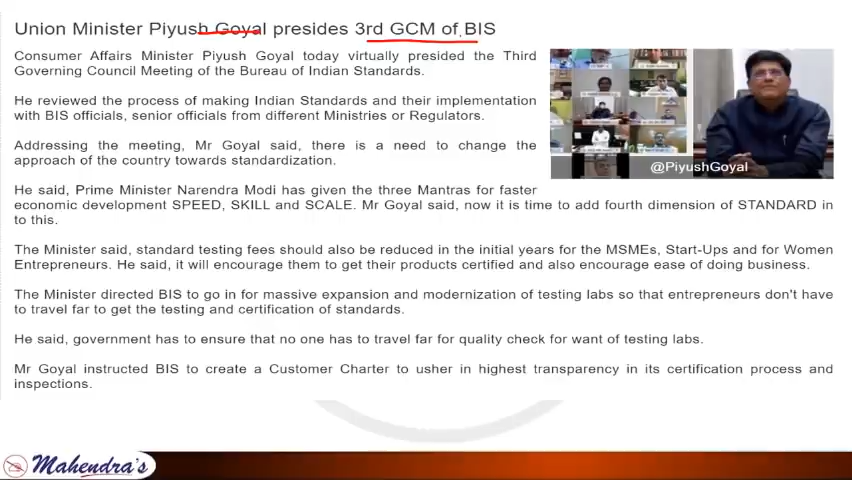 Union Minister Piyush Goyal presides 3rd GCM of BIS
Consumer Affairs Minister Piyush Goyal today virtually presided the Third
Governing Council Meeting of the Bureau of Indian Standards.
He reviewed the process of making Indian Standards and their implementation
with BIS officials, senior officials from different Ministries or Regulators.
Addressing the meeting, Mr Goyal said, there is a need to change the
approach of the country towards standardization.
@PiyushGoyal
He said, Prime Minister Narendra Modi has given the three Mantras for faster
economic development SPEED, SKILL and SCALE. Mr Goyal said, now it is time to add fourth dimension of STANDARD in
to this.
The Minister said, standard testing fees should also be reduced in the initial years for the MSMEs, Start-Ups and for Women
Entrepreneurs. He said, it will encourage them to get their products certified and also encourage ease of doing business.
The Minister directed BIS to go in for massive expansion and modernization of testing labs so that entrepreneurs don't have
to travel far to get the testing and certification of standards.
He said, government has to ensure that no one has to travel far for quality check for want of testing labs.
Mr Goyal instructed BIS to create a Customer Charter to usher in highest transparency in its certification process and
inspections.
Mahendra's